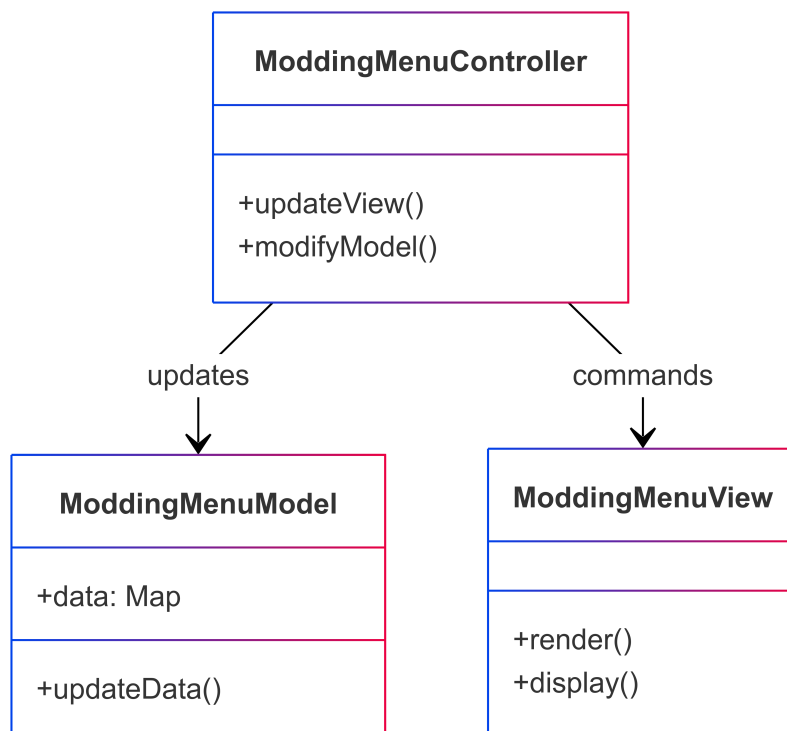 ModdingMenuController
+updateView()
+modifyModel()
updates
commands
ModdingMenuModel
+data: Map
+updateData()
ModdingMenuView
+render()
+display()